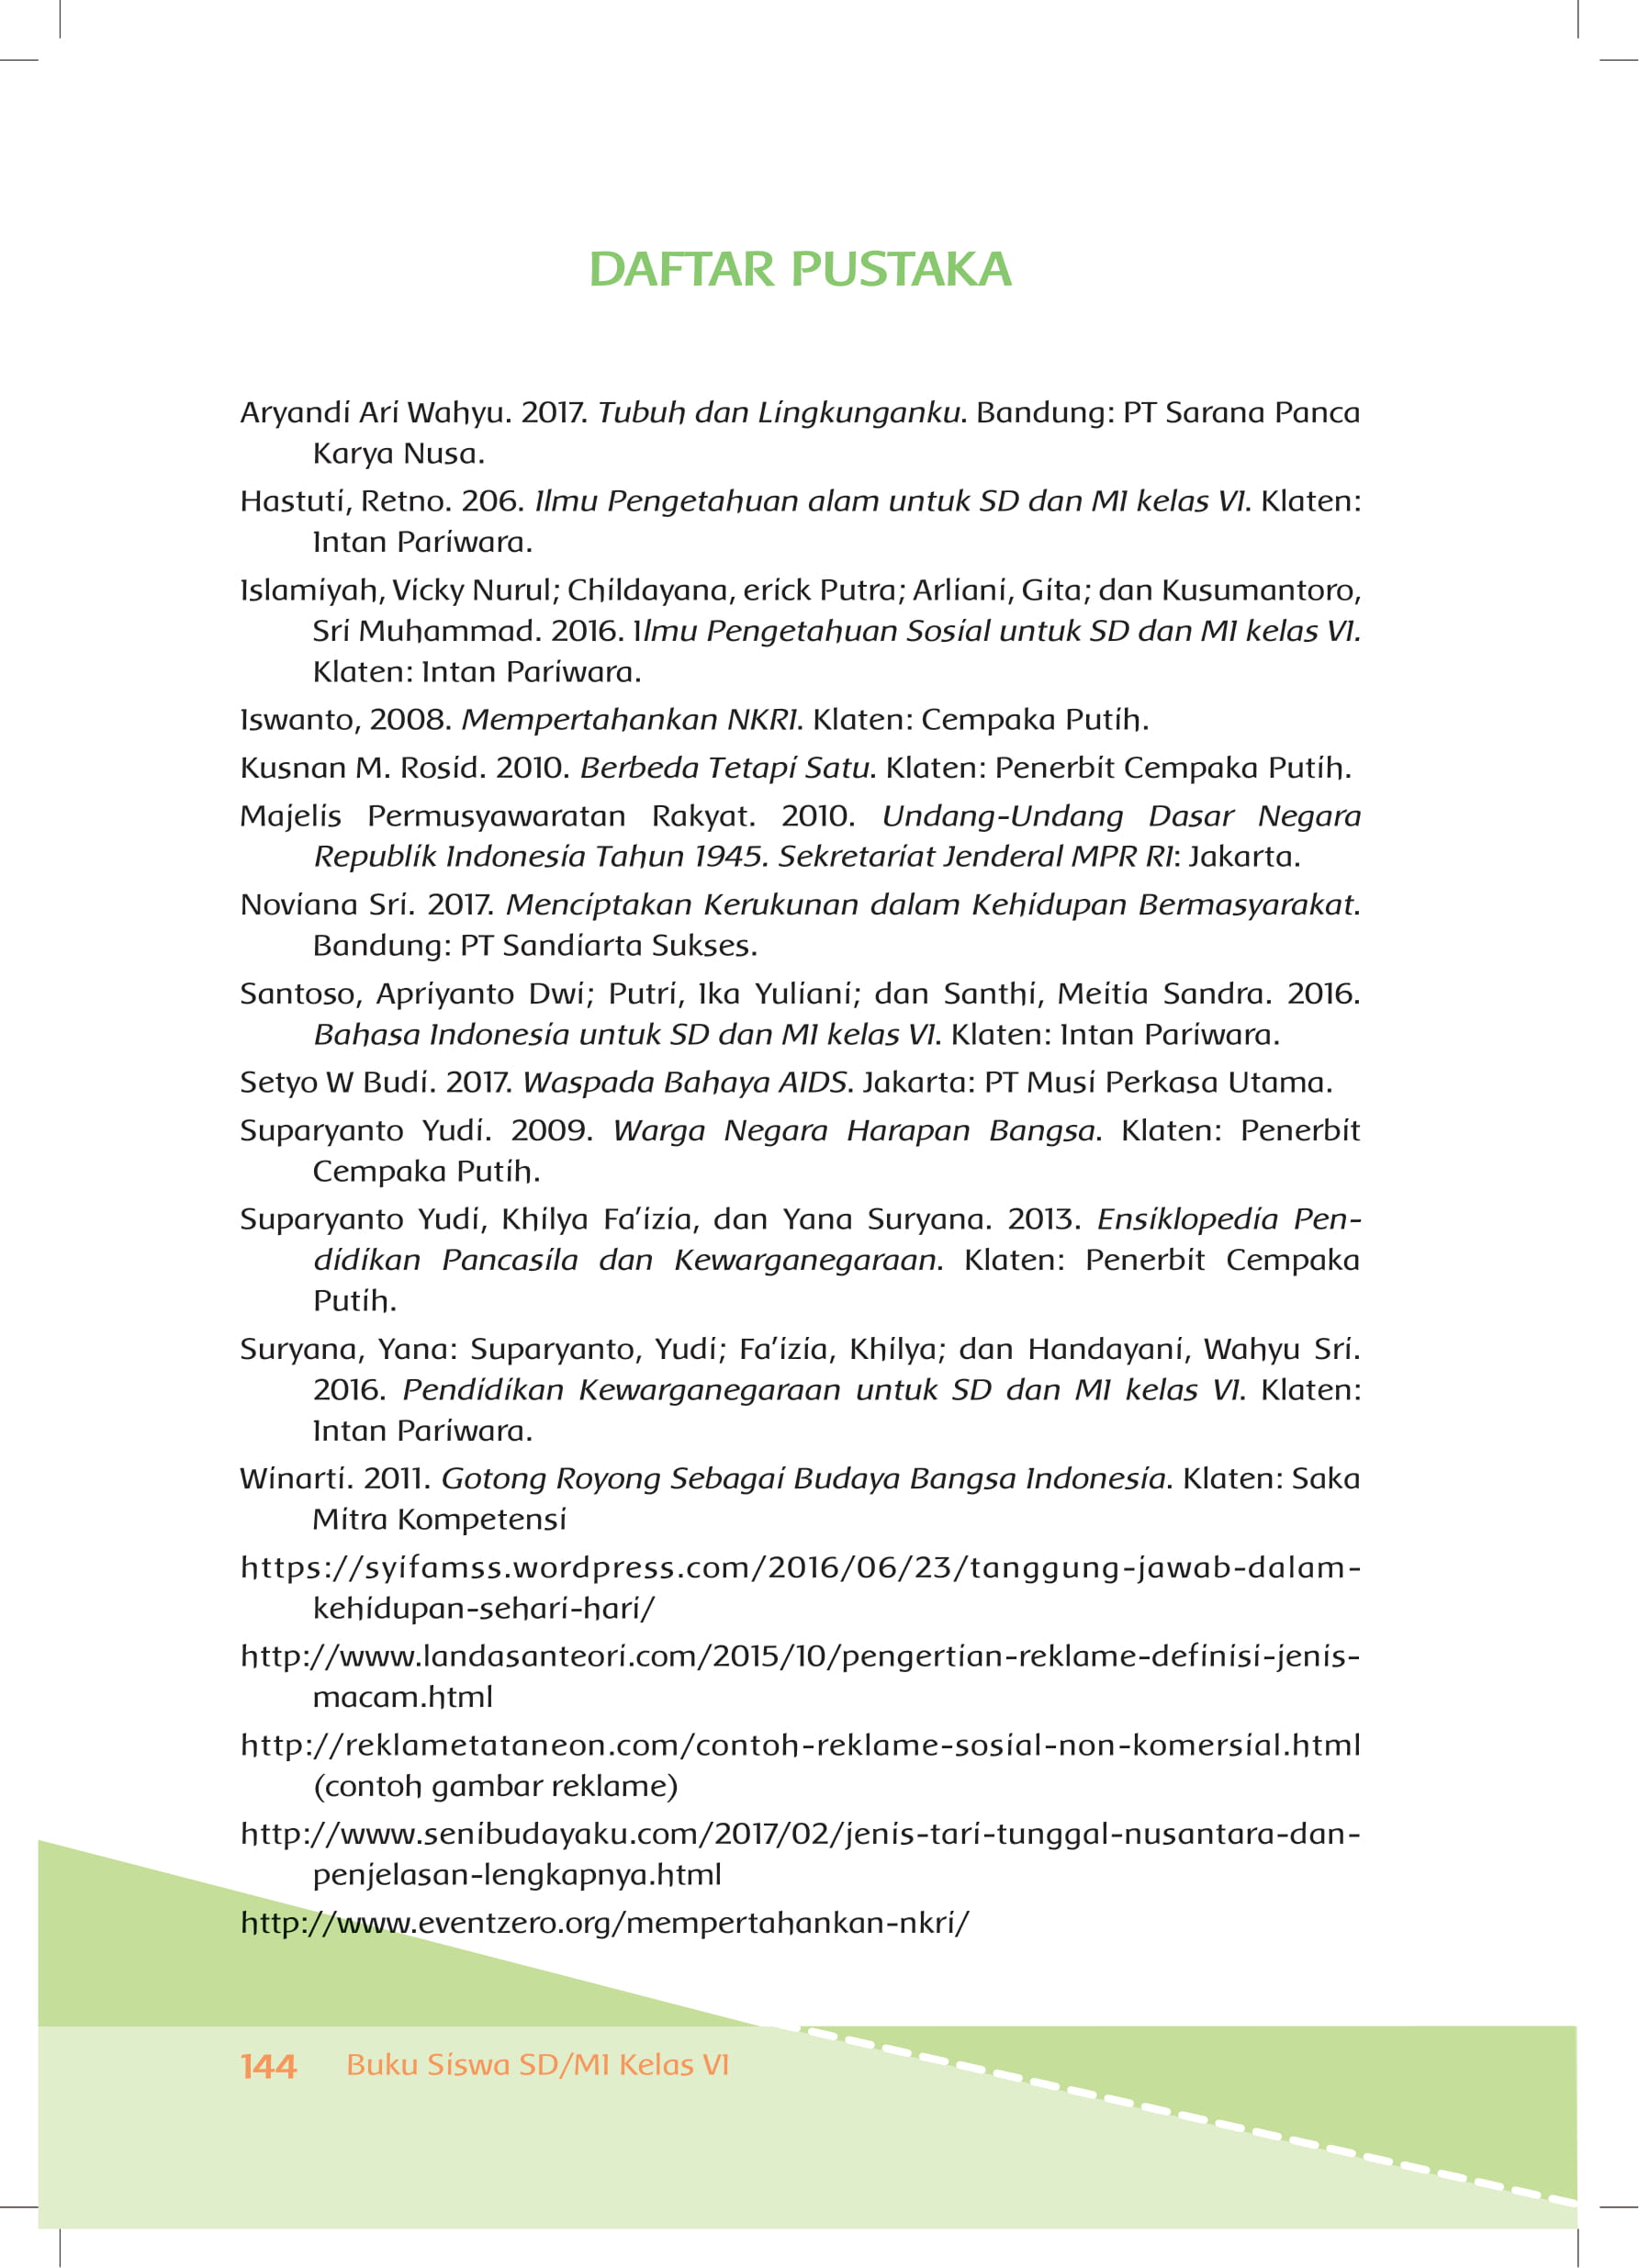 DAFTAR PUSTAKA
Aryandi Ari Wahyu. 2017. Tubuh dan Lingkunganku. Bandung: PT Sarana Panca
Karya Nusa.
Hastuti, Retno. 206. Ilmu Pengetahuan alam untuk SD dan MI kelas VI. Klaten:
Intan Pariwara.
Islamiyah, Vicky Nurul; Childayana, erick Putra; Arliani, Gita; dan Kusumantoro,
Sri Muhammad. 2016. Ilmu Pengetahuan Sosial untuk SD dan MI kelas VI.
Klaten: Intan Pariwara.
Iswanto, 2008. Mempertahankan NKRI. Klaten: Cempaka Putih.
Kusnan M. Rosid. 2010. Berbeda Tetapi Satu. Klaten: Penerbit Cempaka Putih.
Majelis Permusyawaratan Rakyat. 2010. Undang-Undang Dasar Negara
Republik Indonesia Tahun 1945. Sekretariat Jenderal MPR RI: Jakarta.
Noviana Sri. 2017. Menciptakan Kerukunan dalam Kehidupan Bermasyarakat.
Bandung: PT Sandiarta Sukses.
Santoso, Apriyanto Dwi; Putri, Ika Yuliani; dan Santhi, Meitia Sandra. 2016.
Bahasa Indonesia untuk SD dan MI kelas VI. Klaten: Intan Pariwara.
Setyo W Budi. 2017. Waspada Bahaya AIDS. Jakarta: PT Musi Perkasa Utama.
Suparyanto Yudi. 2009. Warga Negara Harapan Bangsa. Klaten: Penerbit
Cempaka Putih.
Suparyanto Yudi, Khilya Fa'izia, dan Yana Suryana. 2013. Ensiklopedia Pen-
didikan Pancasila dan Kewarganegaraan. Klaten: Penerbit Cempaka
Putih.
Suryana, Yana: Suparyanto, Yudi; Fa'izia, Khilya; dan Handayani, Wahyu Sri.
2016. Pendidikan Kewarganegaraan untuk SD dan MI kelas VI. Klaten:
Intan Pariwara.
Winarti. 2011. Gotong Royong Sebagai Budaya Bangsa Indonesia. Klaten: Saka
Mitra Kompetensi
https://syifamss.wordpress.com/2016/06/23/tanggung-jawab-dalam-
kehidupan-sehari-hari/
http://www.landasanteori.com/2015/10/pengertian-reklame-definisi-jenis-
macam.html
http://reklametataneon.com/contoh-reklame-sosial-non-komersial.html
(contoh gambar reklame)
http://www.senibudayaku.com/2017/02/jenis-tari-tunggal-nusantara-dan-
penjelasan-lengkapnya.html
http://www.eventzero.org/mempertahankan-nkri/
144 Buku Siswa SD/MI Kelas VI